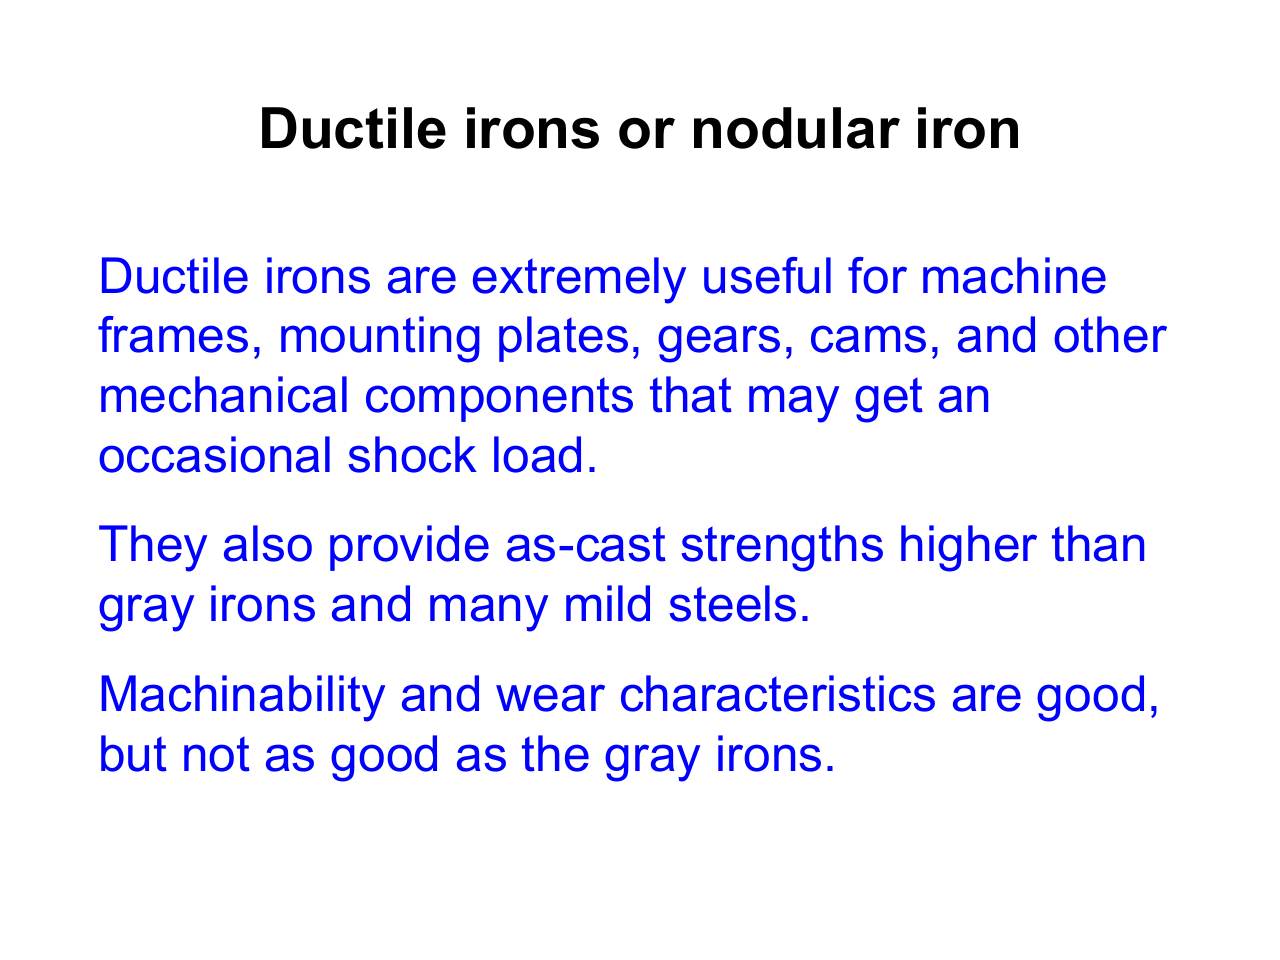 Ductile irons or nodular iron
Ductile irons are extremely useful for machine
frames, mounting plates, gears, cams, and other
mechanical components that may get an
occasional shock load.
They also provide as-cast strengths higher than
gray irons and many mild steels.
Machinability and wear characteristics are good,
but not as good as the gray irons.